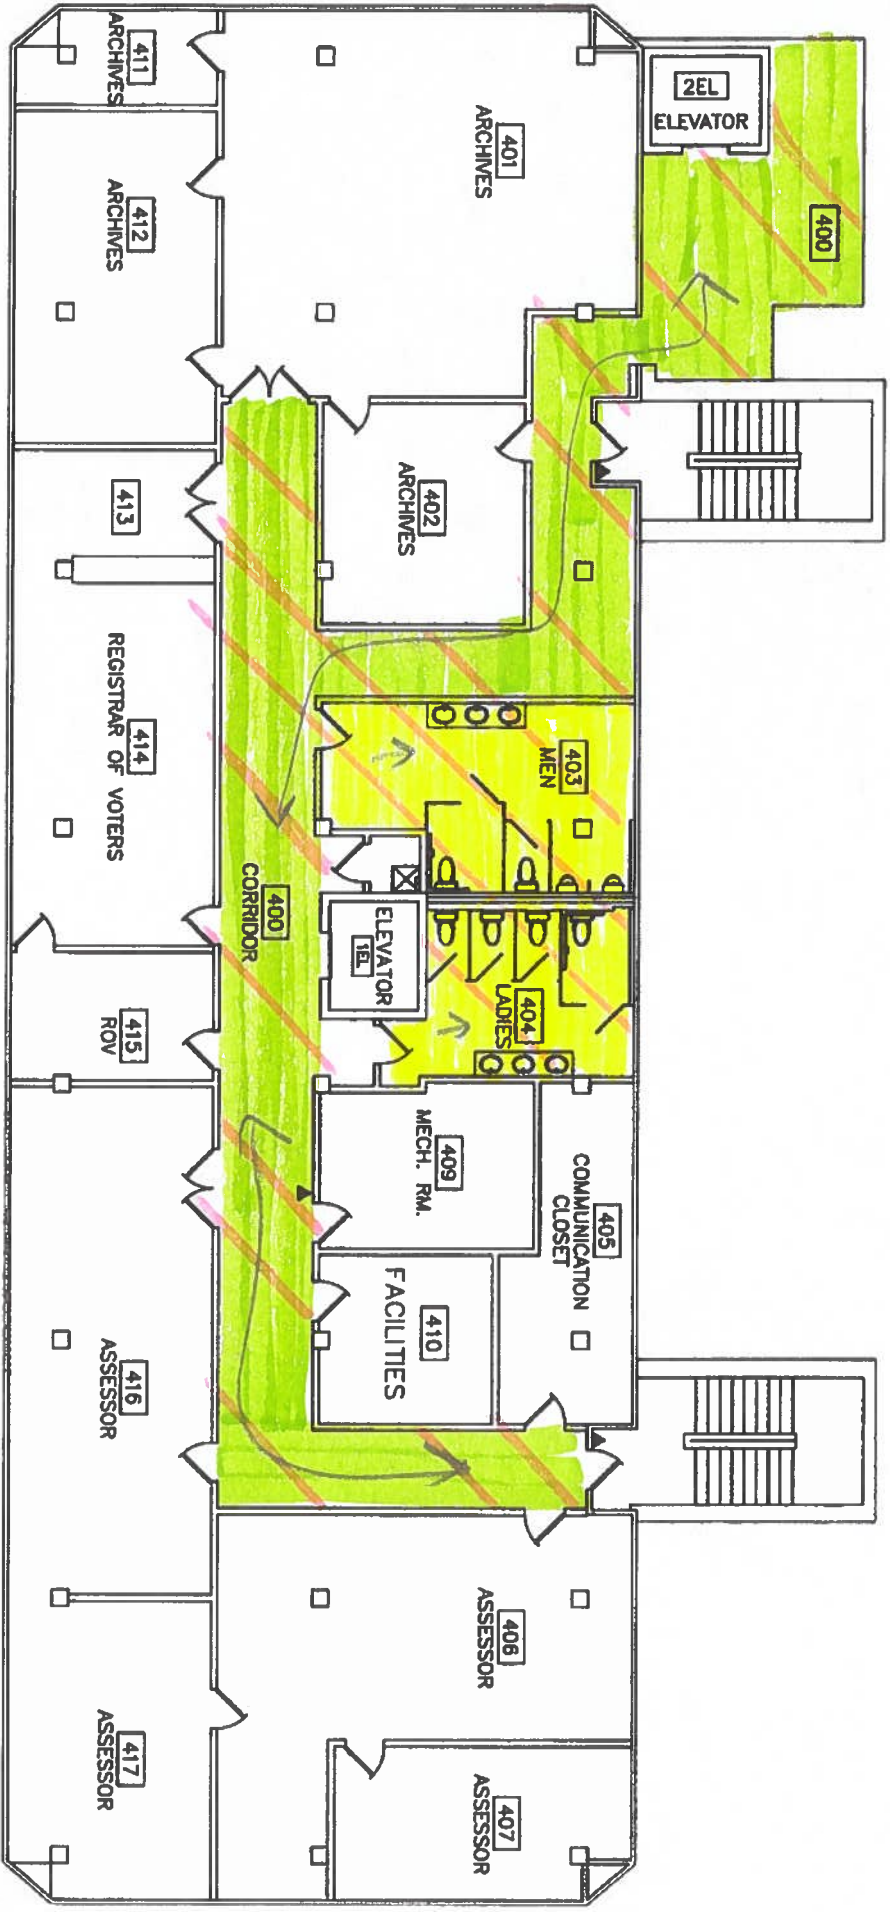 411
ARCHIVES
412
ARCHIVES
401
ARCHIVES
2EL
ELEVATOR
400
402
ARCHIVES
413
414
REGISTRAR OF VOTERS
403
MEN
400
CORRIDOR
ELEVATOR
1EL
404
LADIES
415
ROV
409
MECH. RM.
405
COMMUNICATION
CLOSET
410
FACILITIES
416
ASSESSOR
406
ASSESSOR
417
ASSESSOR
407
ASSESSOR